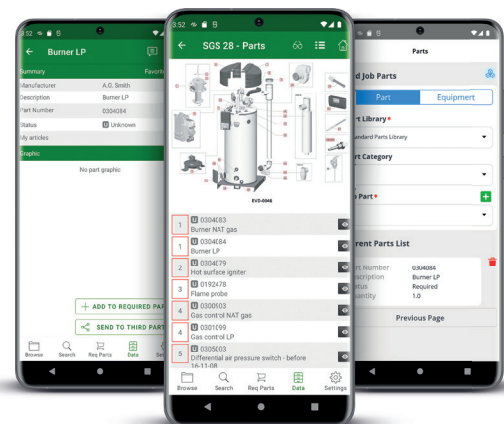 3:52
Burner LP
Summary
Favorit
Manufacturer A.O. Smith
Description Burner LP
Part Number 0304084
Status U Unknown
My articles
Graphic
No part graphic
+ ADD TO REQUIRED PAR
SEND TO THIRD PART
Browse Search Req Parts Data Se
3:52
SGS 28 - Parts
EVO-0046
1 U 0304083
Burner NAT gas
1 U 0304084
Burner LP
2 U 0304079
Hot surface igniter
3 U 0192478
Flame probe
4 U 0300903
Gas control NAT gas
4 U 0301099
Gas control LP
5 U 0305003
Differential air pressure switch - before
16-11-08
Browse Search Req Parts Data Settings
Parts
d Job Parts
Part Equipment
rt Library*
andard Parts Library
art Category
b Part*
rent Parts List
rt Number 0304084
escription Burner LP
atus Required
uantity 1.0
Previous Page